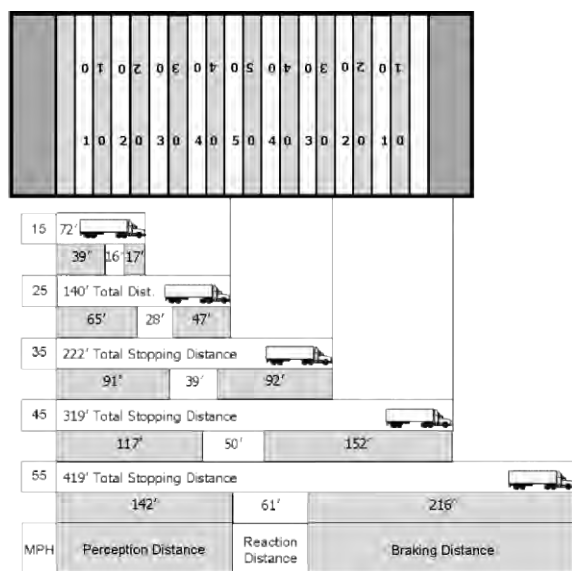 1 0 2 0 3 0 4 0 5 0 4 0 3 0 2 0 1 0
1 0 2 0 3 0 4 0 5 0 4 0 3 0 2 0 1 0
15 72'
39' 16' 17'
25 140' Total Dist.
65' 28' 47'
35 222' Total Stopping Distance
91' 39' 92'
45 319' Total Stopping Distance
117' 50' 152'
55 419' Total Stopping Distance
142' 61' 216'
MPH Perception Distance Reaction Distance Braking Distance